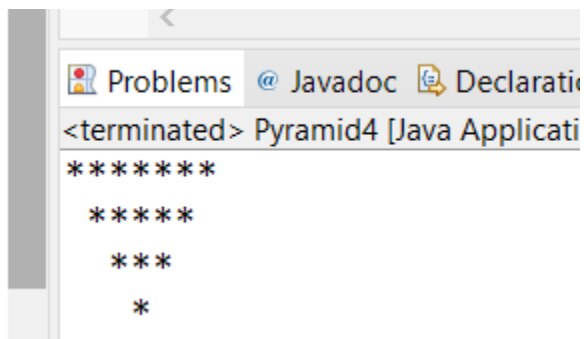 Problems @ Javadoc Declaratio
<terminated> Pyramid4 [Java Applicati
*******
 *****
  ***
   *